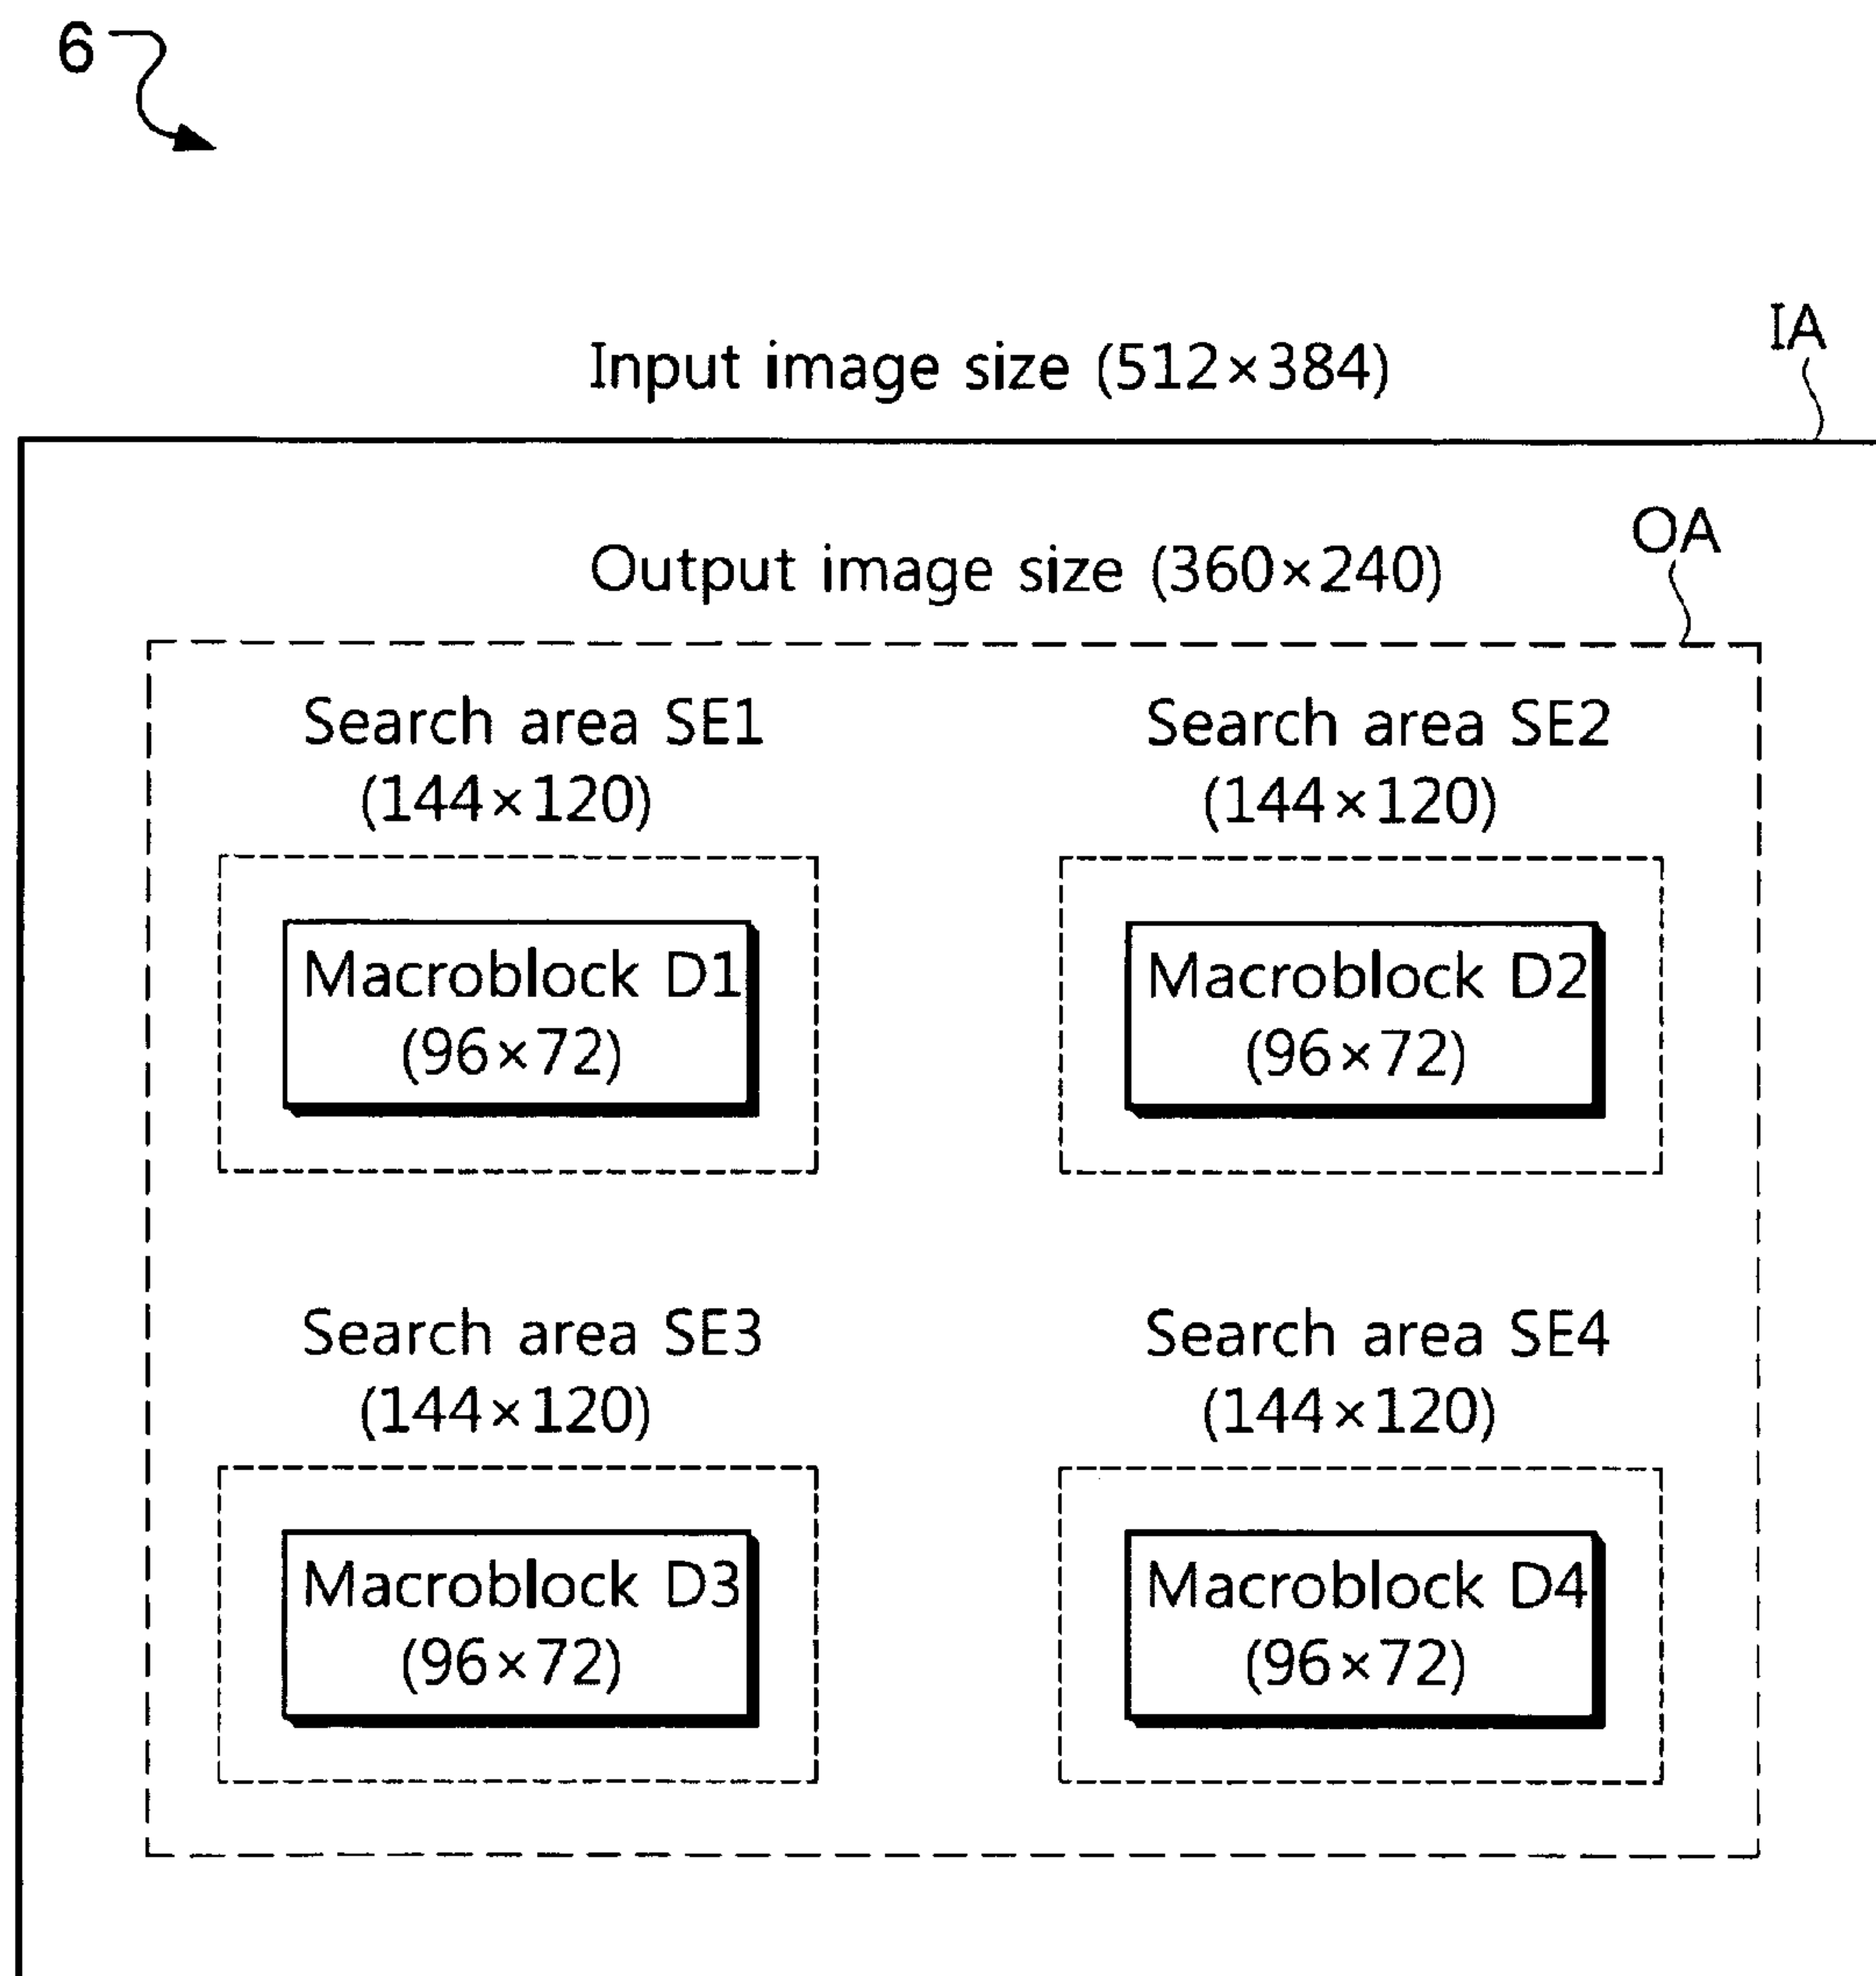 6
IA
Input image size (512×384)
OA
Output image size (360×240)
Search area SE1
(144×120)
Search area SE2
(144×120)
Macroblock D1
(96×72)
Macroblock D2
(96×72)
Search area SE3
(144×120)
Search area SE4
(144×120)
Macroblock D3
(96×72)
Macroblock D4
(96×72)